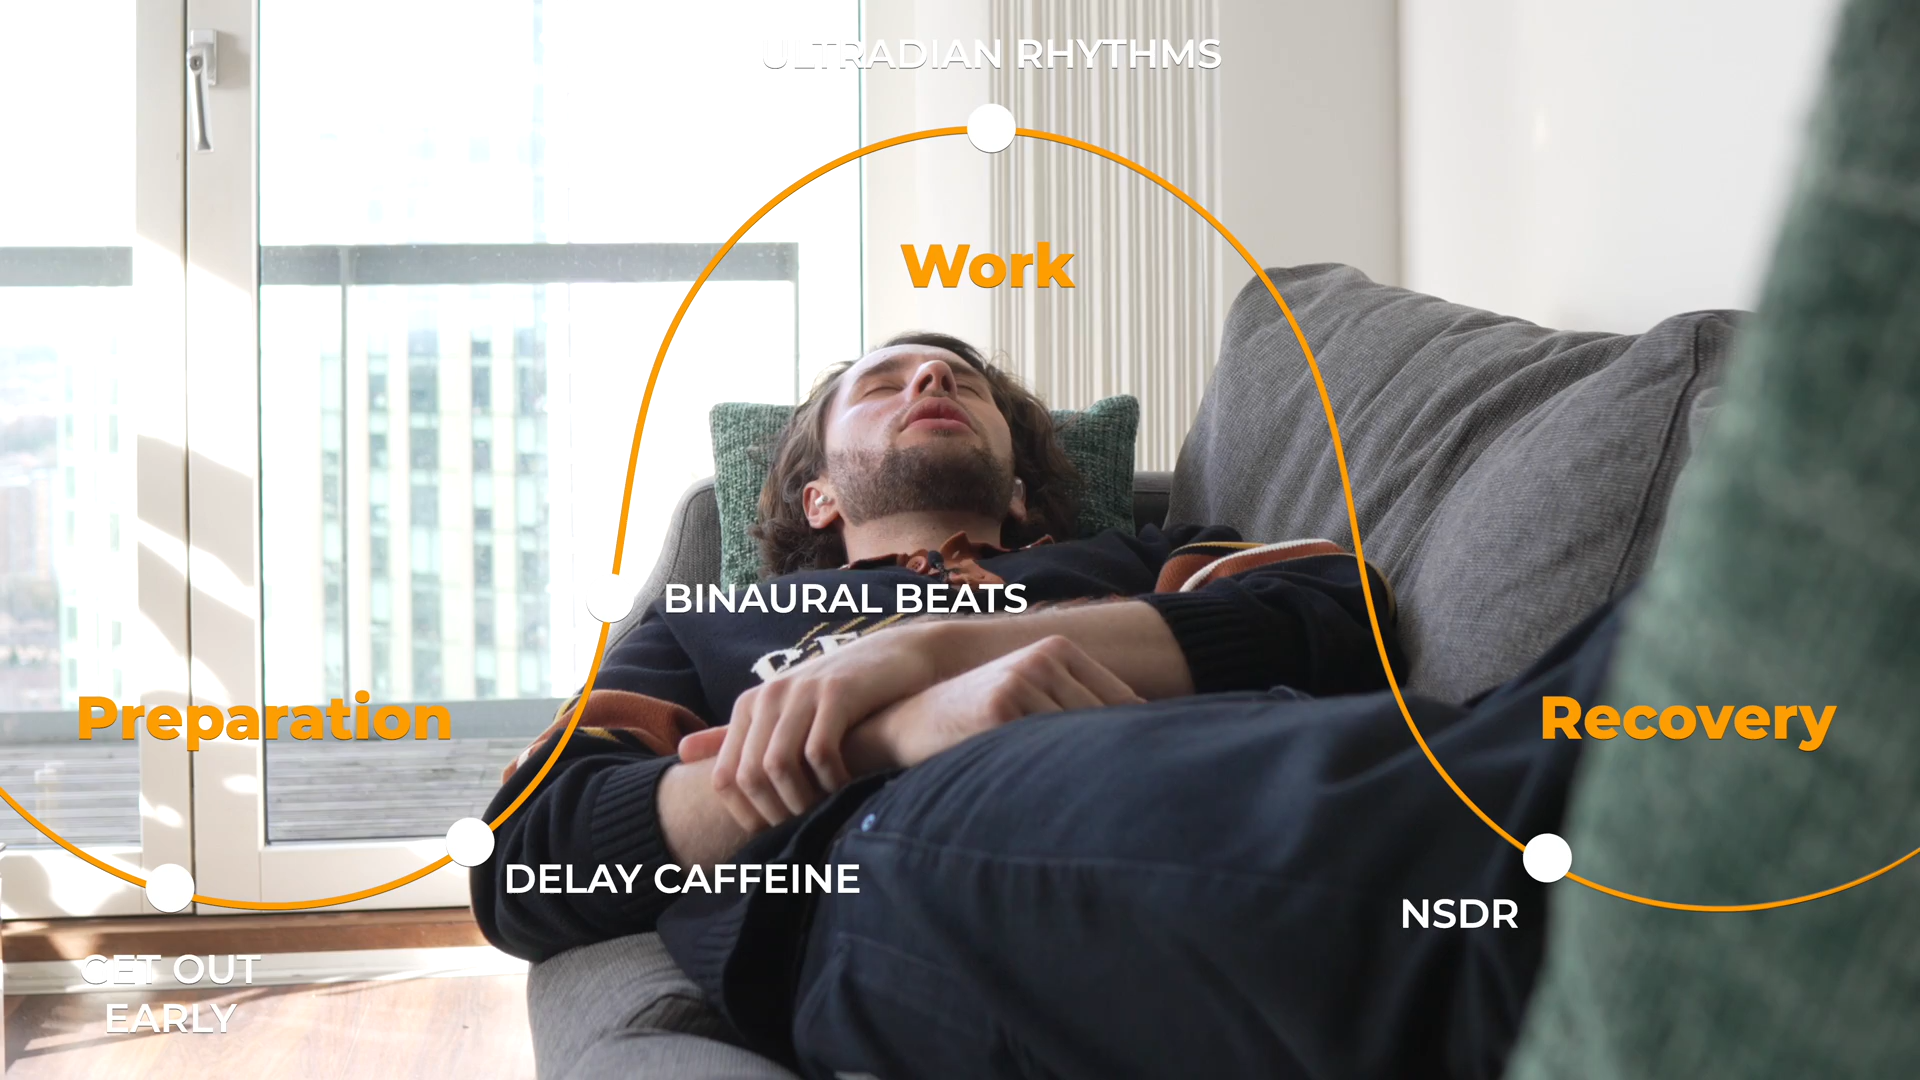 ULTRADIAN RHYTHMS
Work
BINAURAL BEATS
Preparation
Recovery
DELAY CAFFEINE
NSDR
GET OUT
EARLY